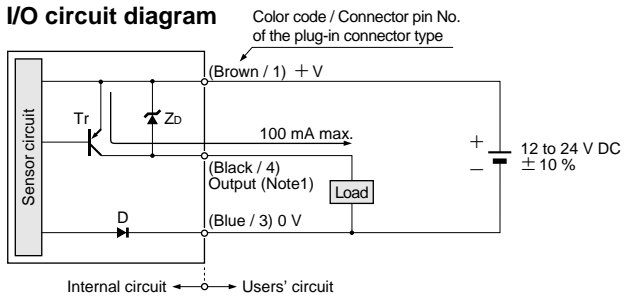 I/O circuit diagram
Color code / Connector pin No.
of the plug-in connector type
(Brown / 1) +V
Sensor circuit
Tr
ZD
100 mA max.
(Black / 4)
Output (Note1)
Load
+
−
12 to 24 V DC
± 10 %
D
(Blue / 3) 0 V
Internal circuit
Users' circuit